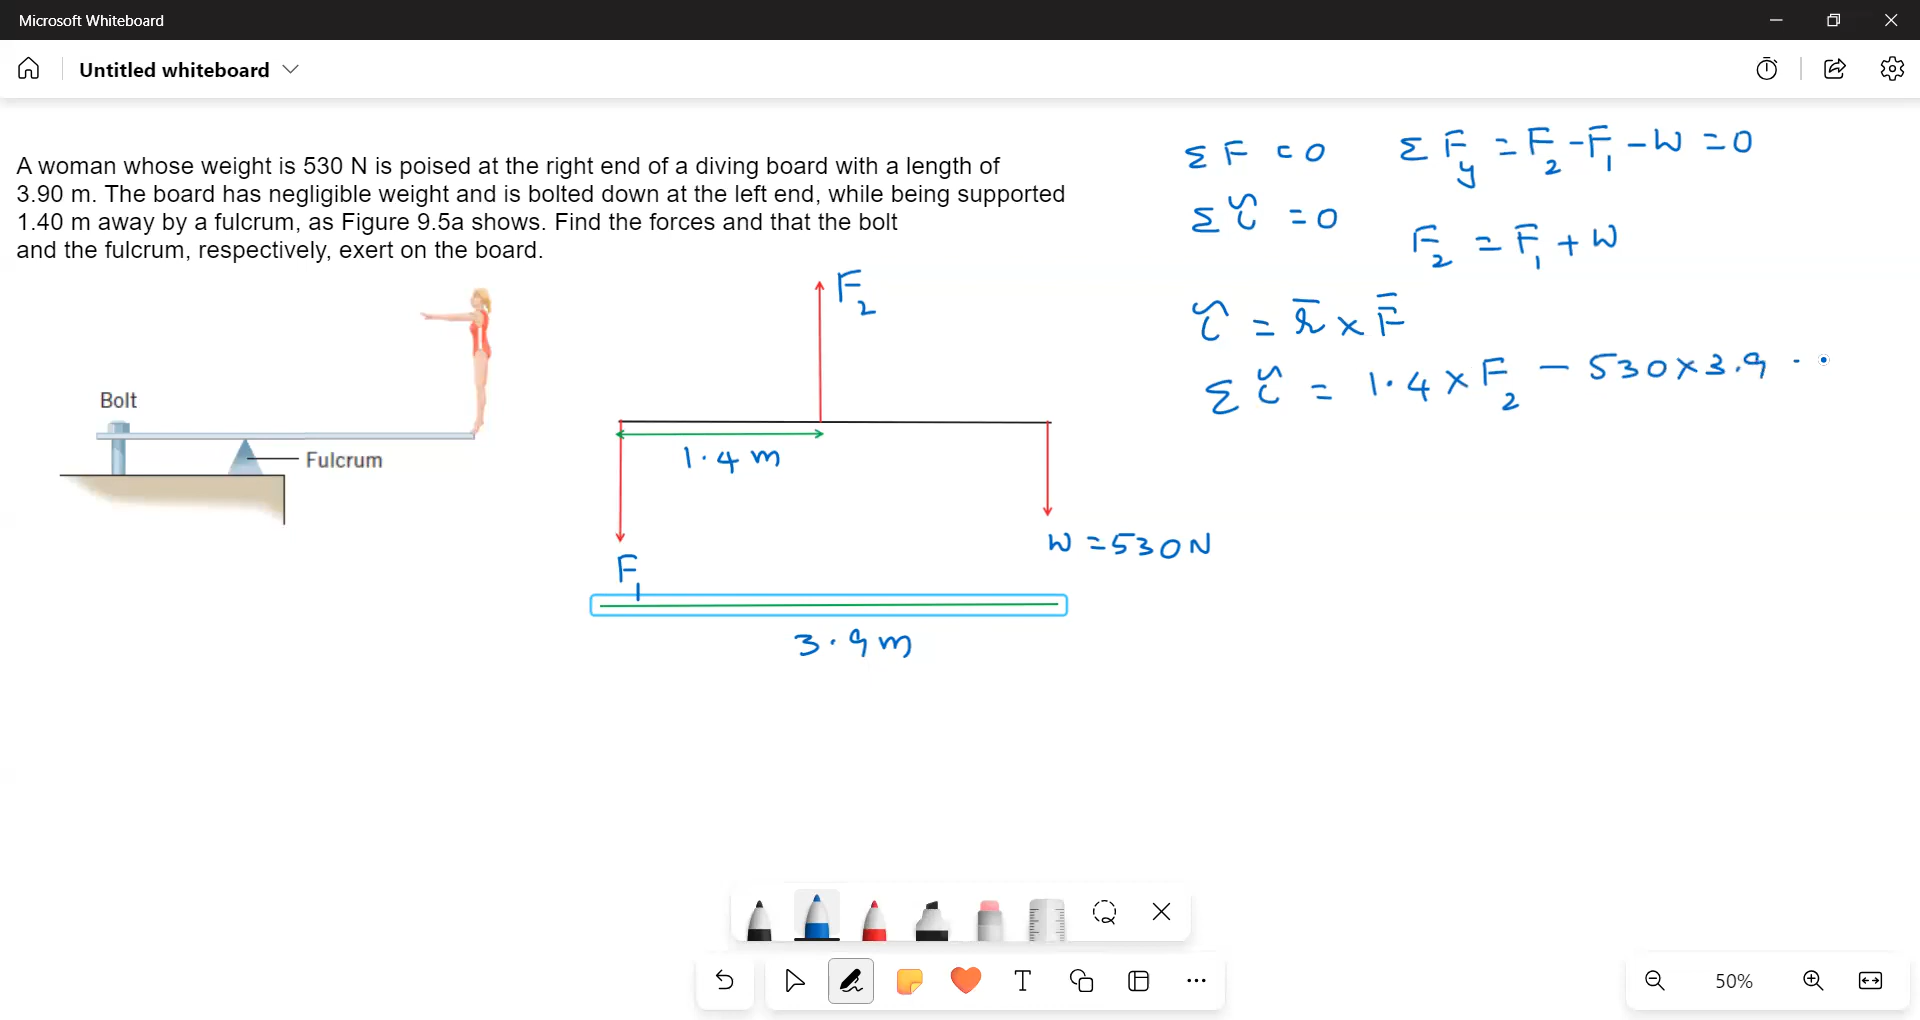 Microsoft Whiteboard
Untitled whiteboard
A woman whose weight is 530 N is poised at the right end of a diving board with a length of
3.90 m. The board has negligible weight and is bolted down at the left end, while being supported
1.40 m away by a fulcrum, as Figure 9.5a shows. Find the forces and that the bolt
and the fulcrum, respectively, exert on the board.
Bolt
Fulcrum
F₂
1.4 m
F₁
W = 530 N
3.9 m
Σ F = 0
Σ F_y = F₂ - F₁ - W = 0
Σ τ = 0
F₂ = F₁ + W
τ = r̅ × F̅
Σ τ = 1.4 × F₂ - 530 × 3.9
T
50%